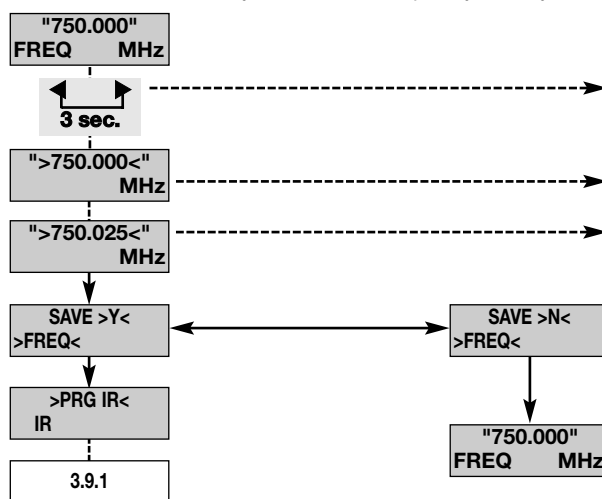 "750.000"
FREQ MHz
3 sec.
">750.000<"
MHz
">750.025<"
MHz
SAVE >Y<
>FREQ<
SAVE >N<
>FREQ<
>PRG IR<
IR
"750.000"
FREQ MHz
3.9.1